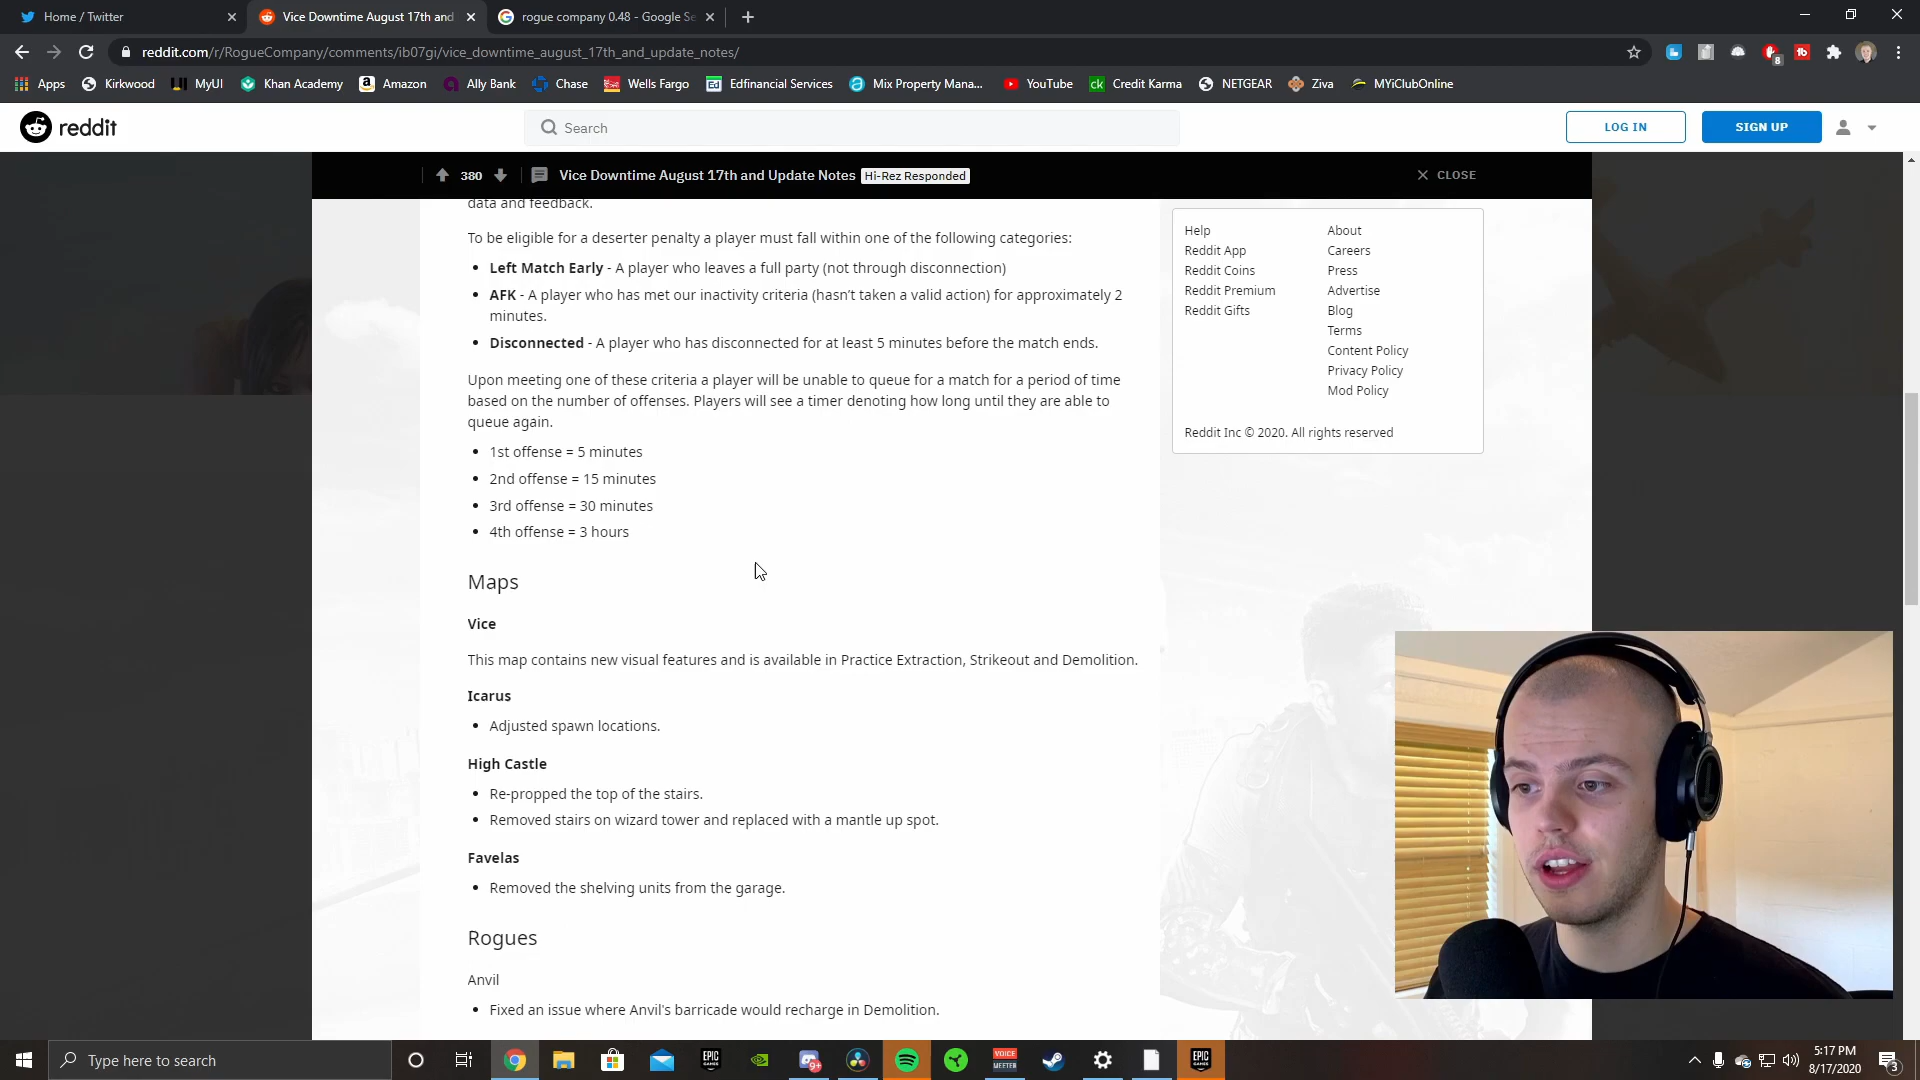 Home / Twitter
Vice Downtime August 17th and
rogue company 0.48 - Google Se
reddit.com/r/RogueCompany/comments/ib07gi/vice_downtime_august_17th_and_update_notes/
8
Apps Kirkwood MyUI Khan Academy Amazon Ally Bank Chase Wells Fargo Edfinancial Services Mix Property Mana... YouTube Credit Karma NETGEAR Ziva MYiClubOnline
reddit
Search
LOG IN
SIGN UP
380
Vice Downtime August 17th and Update Notes
Hi-Rez Responded
CLOSE
data and feedback.
To be eligible for a deserter penalty a player must fall within one of the following categories:
• Left Match Early - A player who leaves a full party (not through disconnection)
• AFK - A player who has met our inactivity criteria (hasn't taken a valid action) for approximately 2
minutes.
• Disconnected - A player who has disconnected for at least 5 minutes before the match ends.
Upon meeting one of these criteria a player will be unable to queue for a match for a period of time
based on the number of offenses. Players will see a timer denoting how long until they are able to
queue again.
• 1st offense = 5 minutes
• 2nd offense = 15 minutes
• 3rd offense = 30 minutes
• 4th offense = 3 hours
Maps
Vice
This map contains new visual features and is available in Practice Extraction, Strikeout and Demolition.
Icarus
• Adjusted spawn locations.
High Castle
• Re-propped the top of the stairs.
• Removed stairs on wizard tower and replaced with a mantle up spot.
Favelas
• Removed the shelving units from the garage.
Rogues
Anvil
• Fixed an issue where Anvil's barricade would recharge in Demolition.
Help
Reddit App
Reddit Coins
Reddit Premium
Reddit Gifts
About
Careers
Press
Advertise
Blog
Terms
Content Policy
Privacy Policy
Mod Policy
Reddit Inc © 2020. All rights reserved
Type here to search
EPIC GAMES
9+
VOICE MEETER
EPIC GAMES
5:17 PM
8/17/2020
3